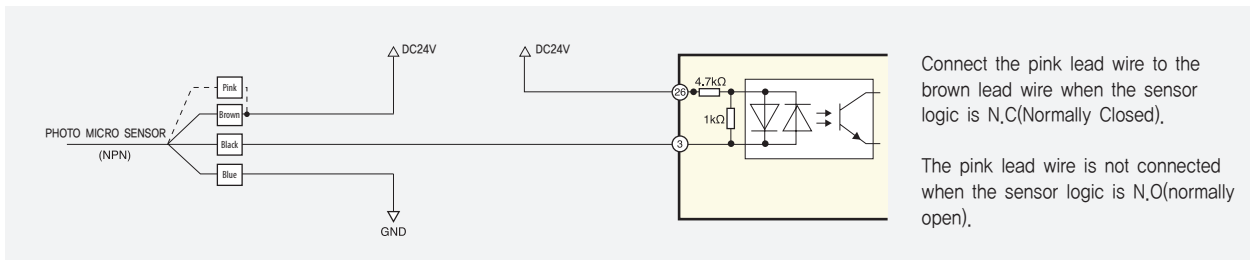 DC24V
DC24V
Pink
Brown
PHOTO MICRO SENSOR
(NPN)
Black
Blue
GND
26
4.7kΩ
1kΩ
3
Connect the pink lead wire to the
brown lead wire when the sensor
logic is N.C(Normally Closed).
The pink lead wire is not connected
when the sensor logic is N.O(normally
open).